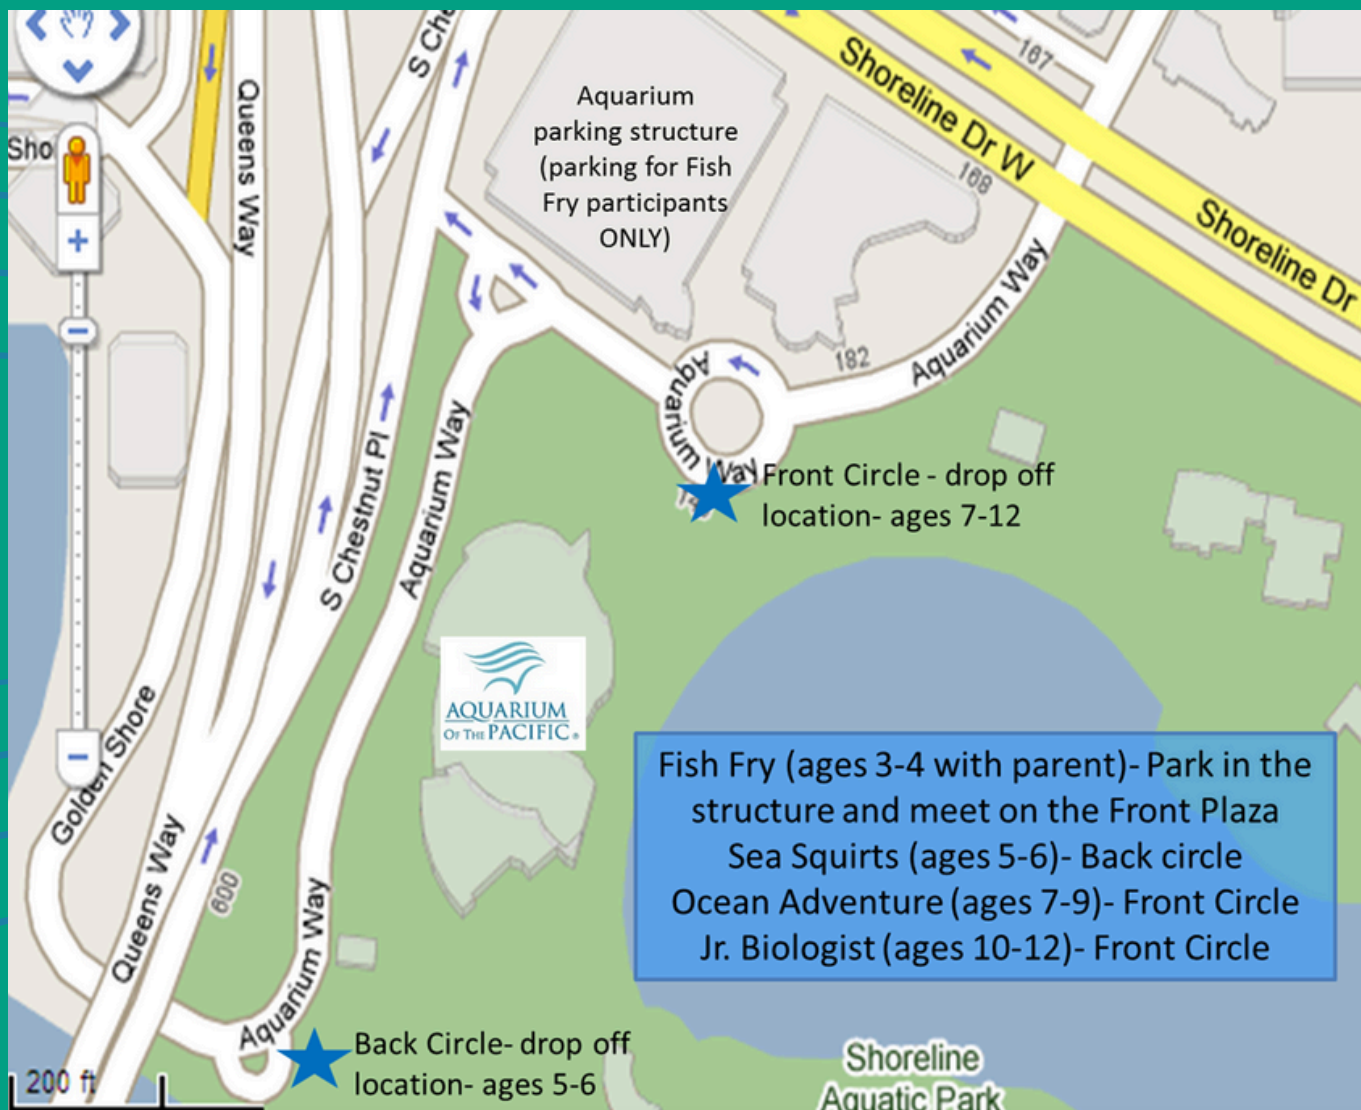 S Che
Queens Way
Sho
Aquarium
parking structure
(parking for Fish
Fry participants
ONLY)
Shoreline Dr W
167
168
Shoreline Dr
Aquarium Way
182
Aquarium Way
Front Circle - drop off
location- ages 7-12
S Chestnut Pl
Aquarium Way
AQUARIUM
OF THE PACIFIC®
Golden Shore
Fish Fry (ages 3-4 with parent)- Park in the
structure and meet on the Front Plaza
Sea Squirts (ages 5-6)- Back circle
Ocean Adventure (ages 7-9)- Front Circle
Jr. Biologist (ages 10-12)- Front Circle
Queens Way
600
Aquarium Way
Back Circle- drop off
location- ages 5-6
200 ft
Shoreline
Aquatic Park